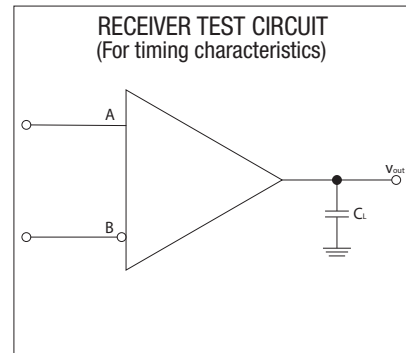 RECEIVER TEST CIRCUIT
(For timing characteristics)
A
Vout
B
CL